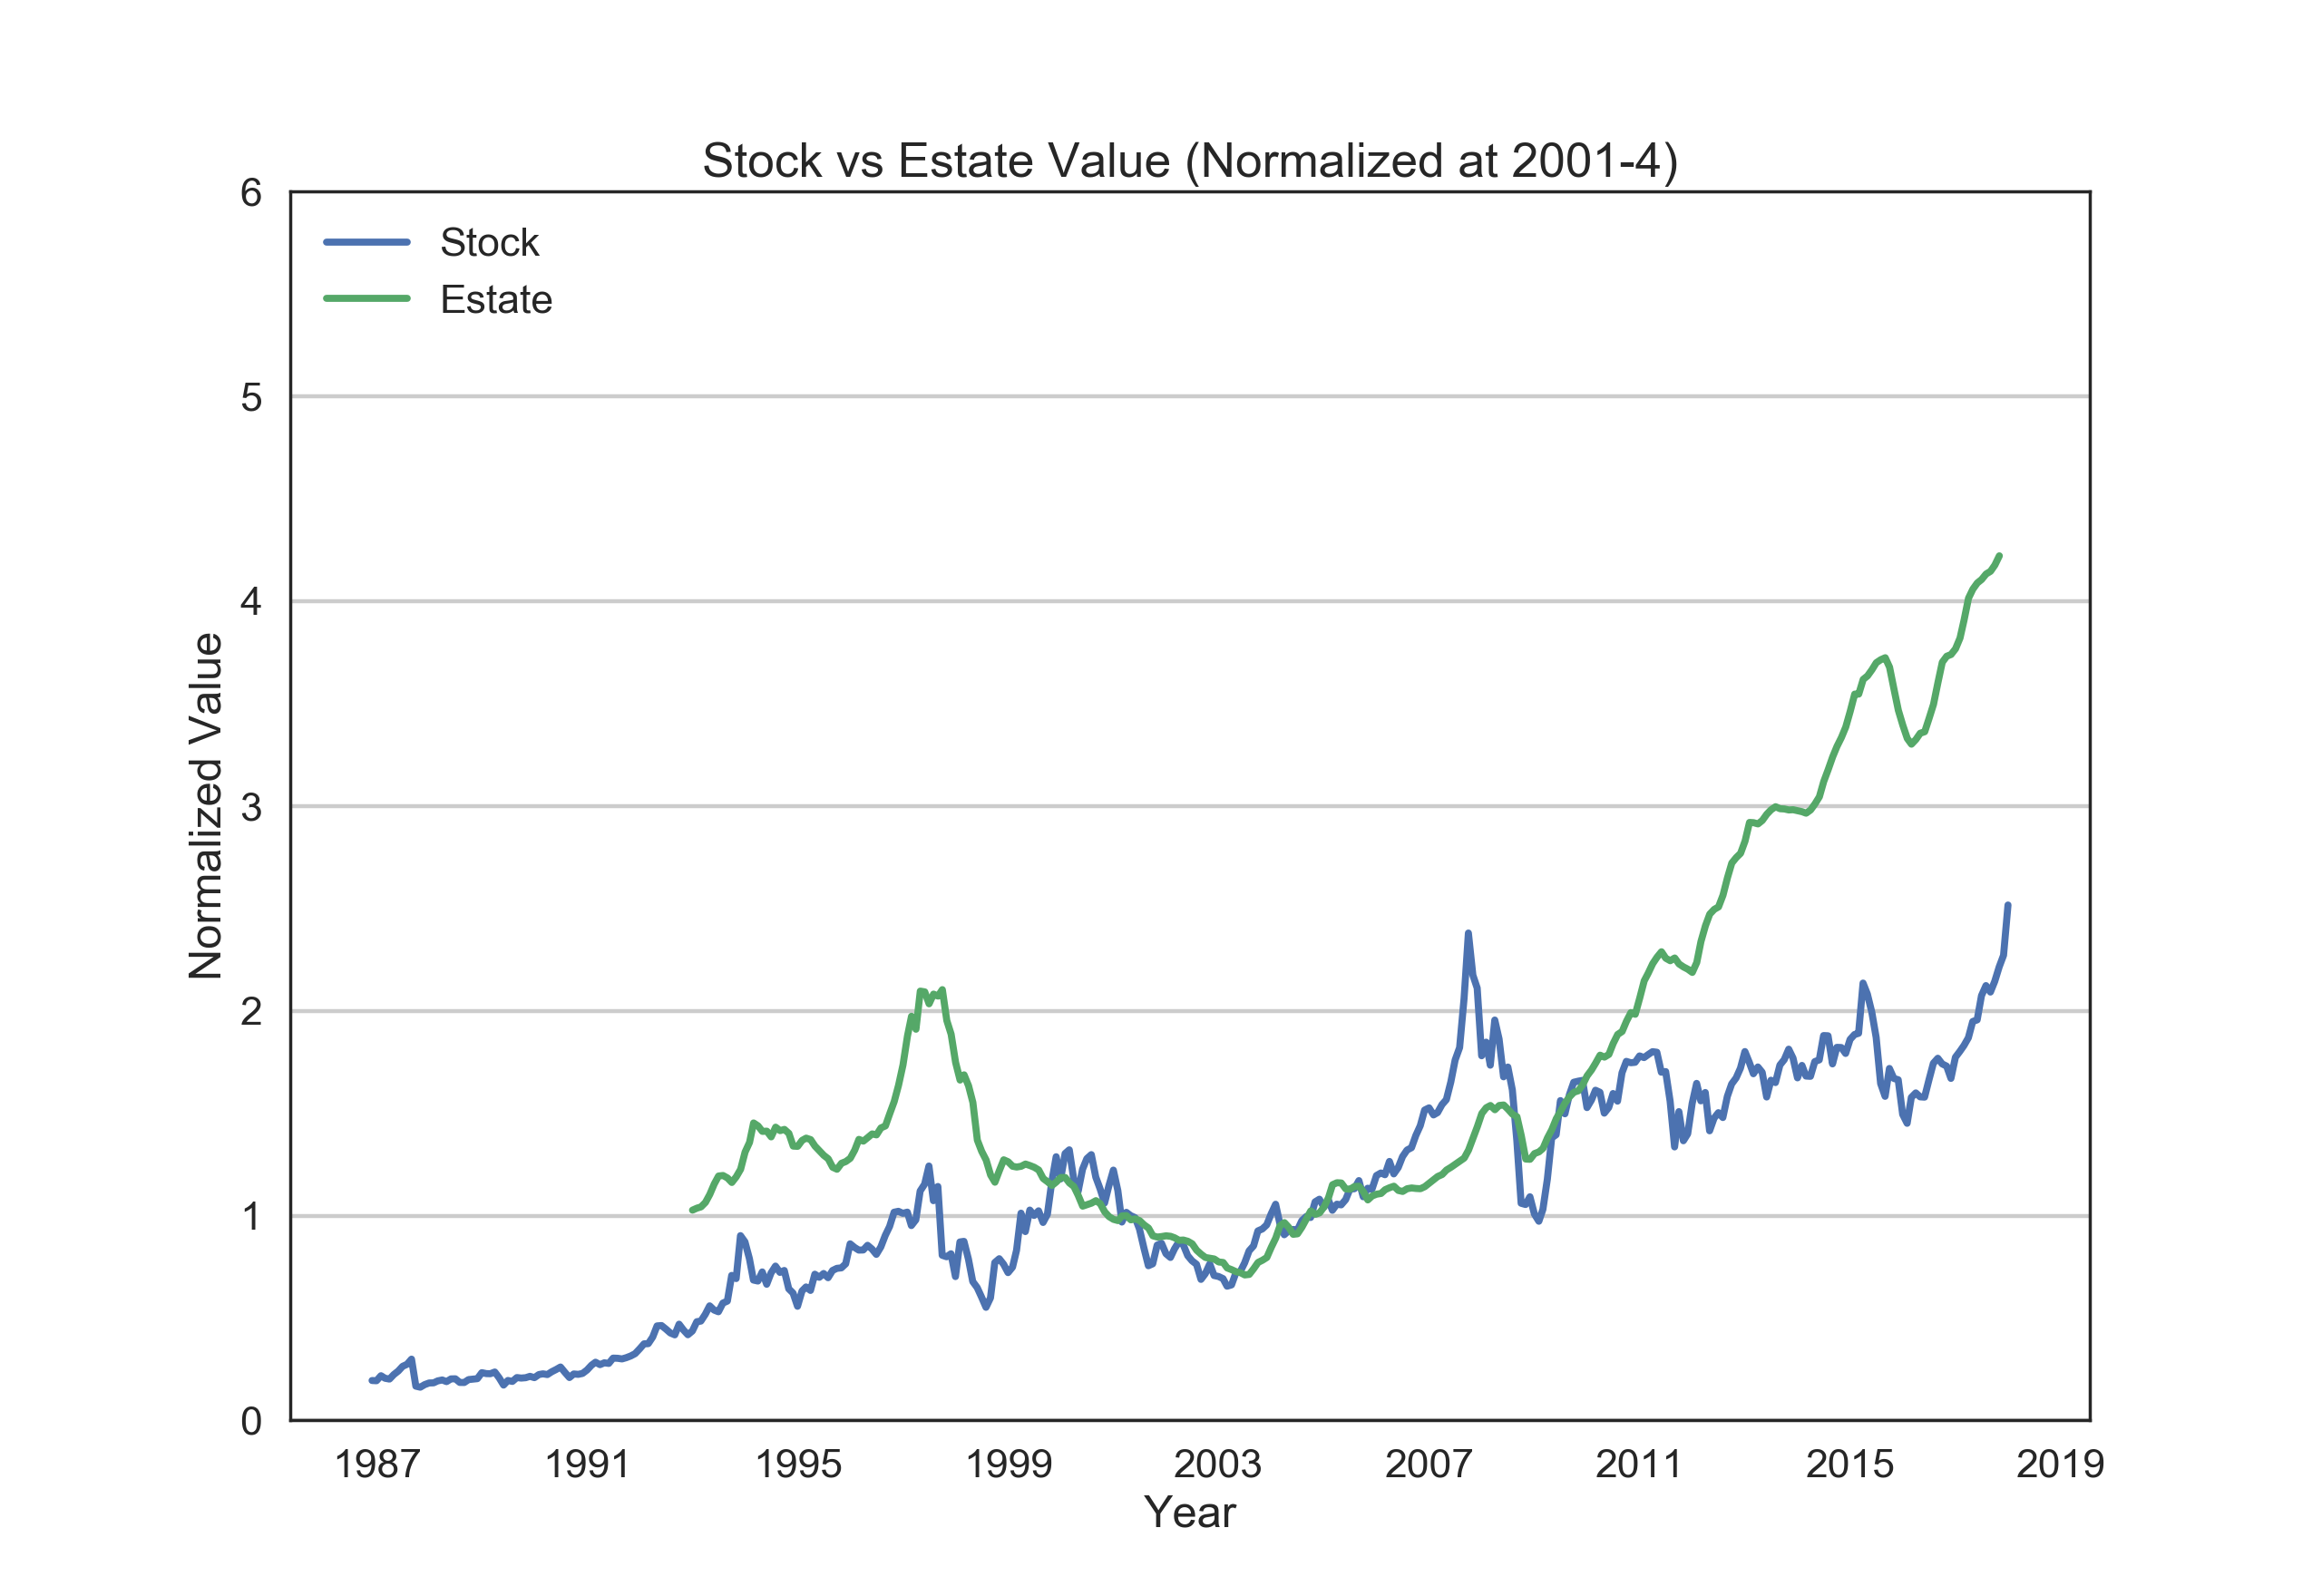 Stock vs Estate Value (Normalized at 2001-4)
6
Stock
Estate
5
4
3
2
1
0
Normalized Value
1987 1991 1995 1999 2003 2007 2011 2015 2019
Year